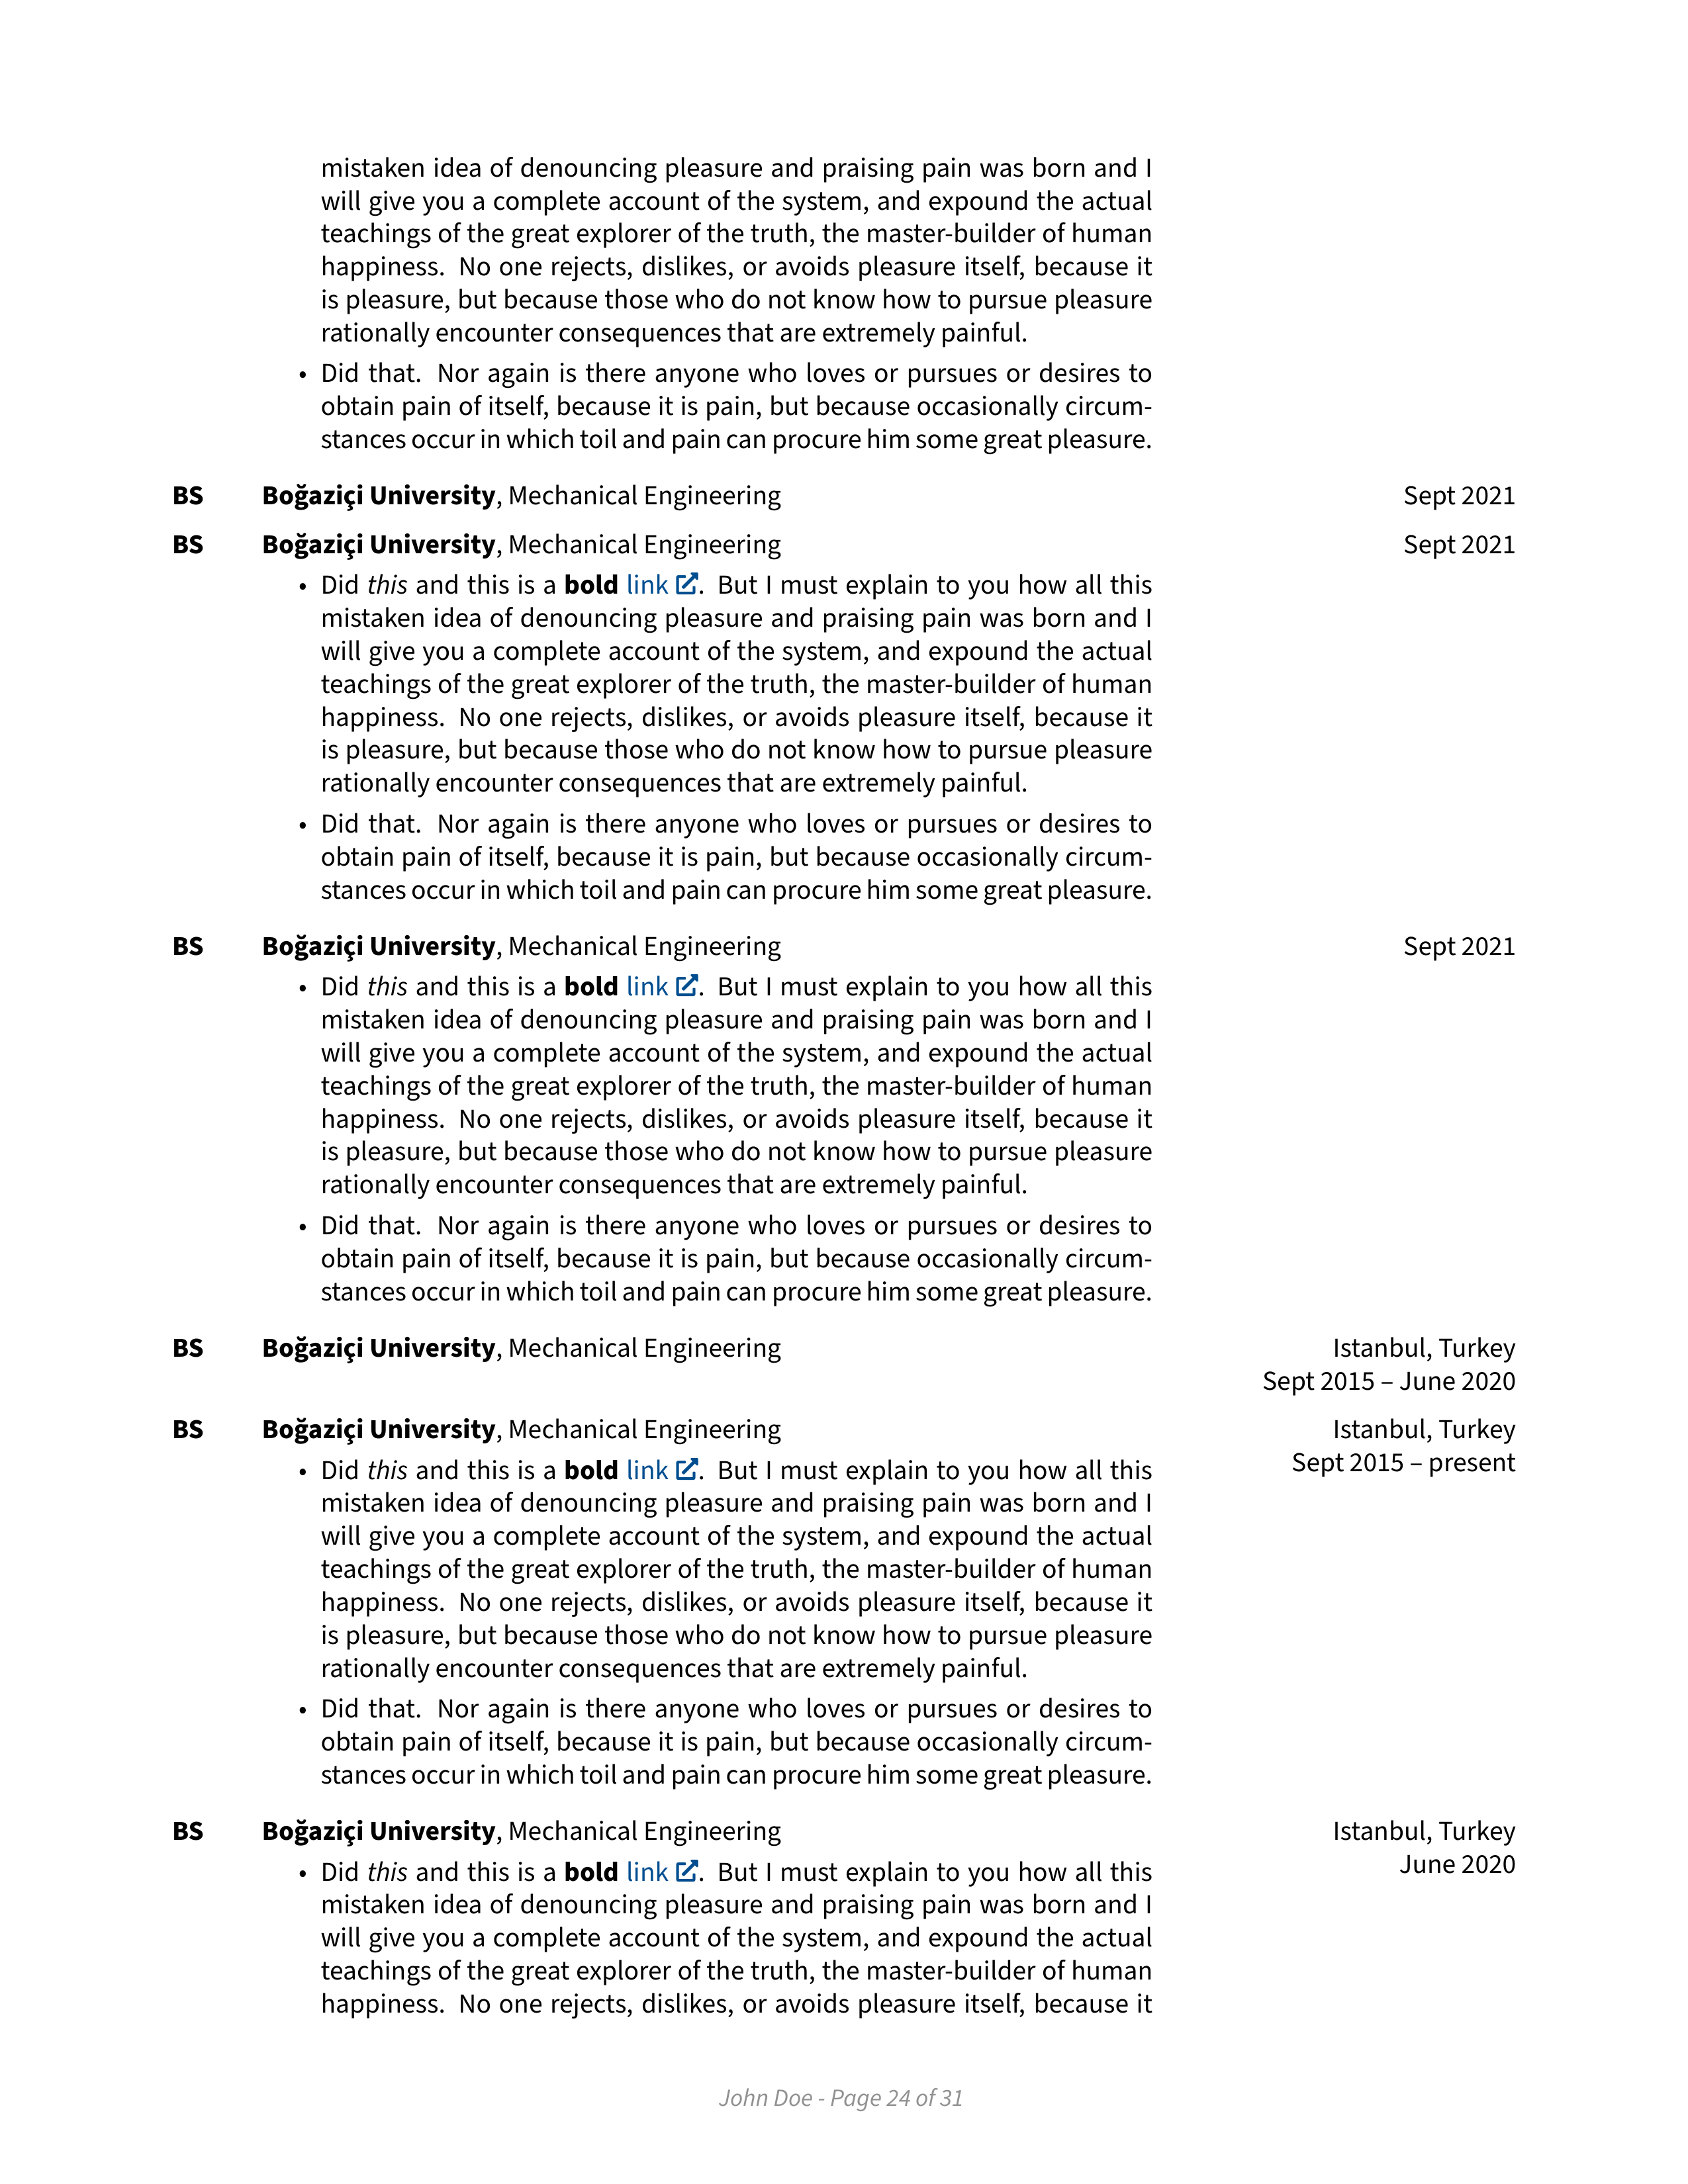 mistaken idea of denouncing pleasure and praising pain was born and I
will give you a complete account of the system, and expound the actual
teachings of the great explorer of the truth, the master-builder of human
happiness. No one rejects, dislikes, or avoids pleasure itself, because it
is pleasure, but because those who do not know how to pursue pleasure
rationally encounter consequences that are extremely painful.
• Did that. Nor again is there anyone who loves or pursues or desires to
obtain pain of itself, because it is pain, but because occasionally circum-
stances occur in which toil and pain can procure him some great pleasure.
BS Boğaziçi University, Mechanical Engineering Sept 2021
BS Boğaziçi University, Mechanical Engineering Sept 2021
• Did this and this is a bold link. But I must explain to you how all this
mistaken idea of denouncing pleasure and praising pain was born and I
will give you a complete account of the system, and expound the actual
teachings of the great explorer of the truth, the master-builder of human
happiness. No one rejects, dislikes, or avoids pleasure itself, because it
is pleasure, but because those who do not know how to pursue pleasure
rationally encounter consequences that are extremely painful.
• Did that. Nor again is there anyone who loves or pursues or desires to
obtain pain of itself, because it is pain, but because occasionally circum-
stances occur in which toil and pain can procure him some great pleasure.
BS Boğaziçi University, Mechanical Engineering Sept 2021
• Did this and this is a bold link. But I must explain to you how all this
mistaken idea of denouncing pleasure and praising pain was born and I
will give you a complete account of the system, and expound the actual
teachings of the great explorer of the truth, the master-builder of human
happiness. No one rejects, dislikes, or avoids pleasure itself, because it
is pleasure, but because those who do not know how to pursue pleasure
rationally encounter consequences that are extremely painful.
• Did that. Nor again is there anyone who loves or pursues or desires to
obtain pain of itself, because it is pain, but because occasionally circum-
stances occur in which toil and pain can procure him some great pleasure.
BS Boğaziçi University, Mechanical Engineering Istanbul, Turkey
Sept 2015 – June 2020
BS Boğaziçi University, Mechanical Engineering Istanbul, Turkey
Sept 2015 – present
• Did this and this is a bold link. But I must explain to you how all this
mistaken idea of denouncing pleasure and praising pain was born and I
will give you a complete account of the system, and expound the actual
teachings of the great explorer of the truth, the master-builder of human
happiness. No one rejects, dislikes, or avoids pleasure itself, because it
is pleasure, but because those who do not know how to pursue pleasure
rationally encounter consequences that are extremely painful.
• Did that. Nor again is there anyone who loves or pursues or desires to
obtain pain of itself, because it is pain, but because occasionally circum-
stances occur in which toil and pain can procure him some great pleasure.
BS Boğaziçi University, Mechanical Engineering Istanbul, Turkey
June 2020
• Did this and this is a bold link. But I must explain to you how all this
mistaken idea of denouncing pleasure and praising pain was born and I
will give you a complete account of the system, and expound the actual
teachings of the great explorer of the truth, the master-builder of human
happiness. No one rejects, dislikes, or avoids pleasure itself, because it
John Doe - Page 24 of 31